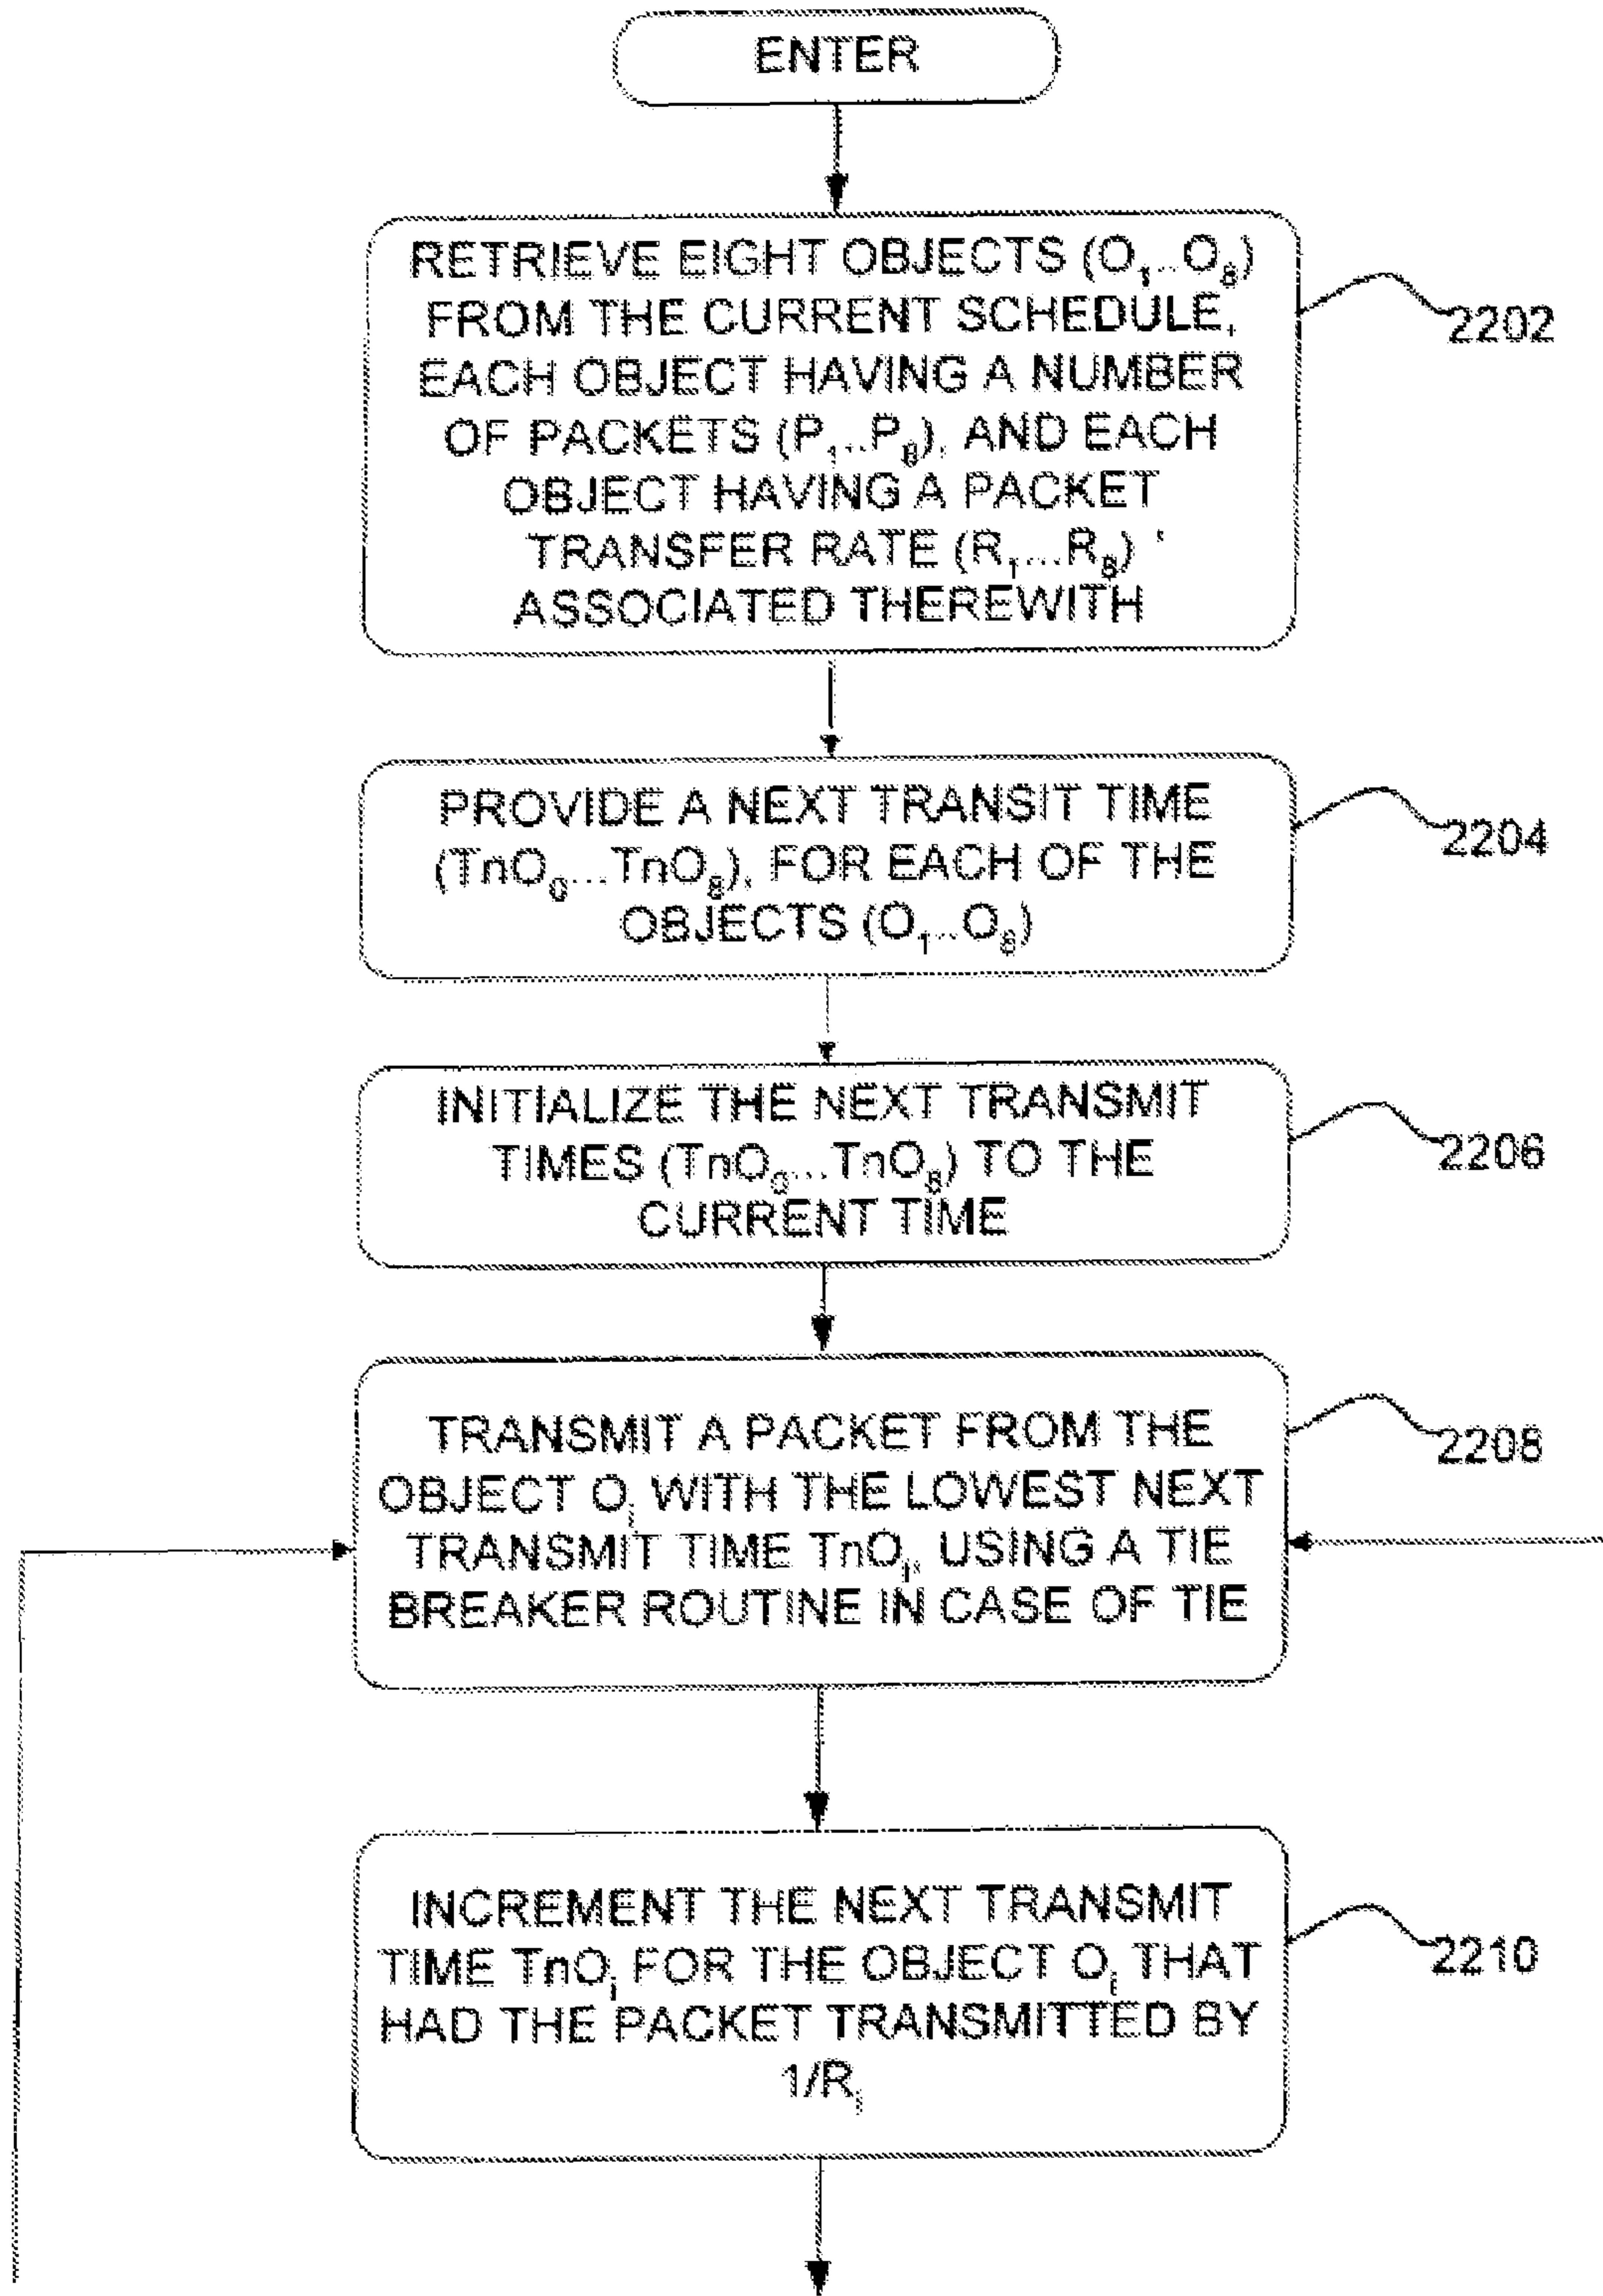 ENTER
RETRIEVE EIGHT OBJECTS (O₁..O₈)
FROM THE CURRENT SCHEDULE,
EACH OBJECT HAVING A NUMBER
OF PACKETS (P₁..P₈), AND EACH
OBJECT HAVING A PACKET
TRANSFER RATE (R₁...R₈)
ASSOCIATED THEREWITH
2202
PROVIDE A NEXT TRANSIT TIME
(TnO₀...TnO₈), FOR EACH OF THE
OBJECTS (O₁..O₈)
2204
INITIALIZE THE NEXT TRANSMIT
TIMES (TnO₀...TnO₈) TO THE
CURRENT TIME
2206
TRANSMIT A PACKET FROM THE
OBJECT Oᵢ WITH THE LOWEST NEXT
TRANSMIT TIME TnOᵢ, USING A TIE
BREAKER ROUTINE IN CASE OF TIE
2208
INCREMENT THE NEXT TRANSMIT
TIME TnOᵢ FOR THE OBJECT Oᵢ THAT
HAD THE PACKET TRANSMITTED BY
1/Rᵢ
2210